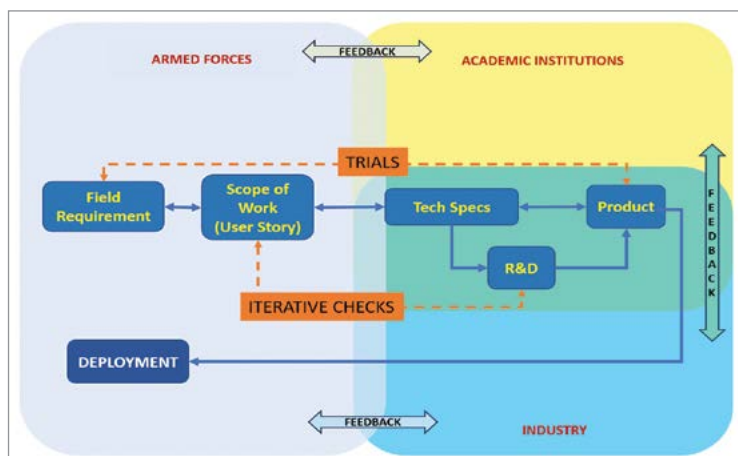 FEEDBACK
ARMED FORCES
ACADEMIC INSTITUTIONS
TRIALS
Field
Requirement
Scope of
Work
(User Story)
Tech Specs
Product
FEEDBACK
R&D
ITERATIVE CHECKS
DEPLOYMENT
FEEDBACK
INDUSTRY